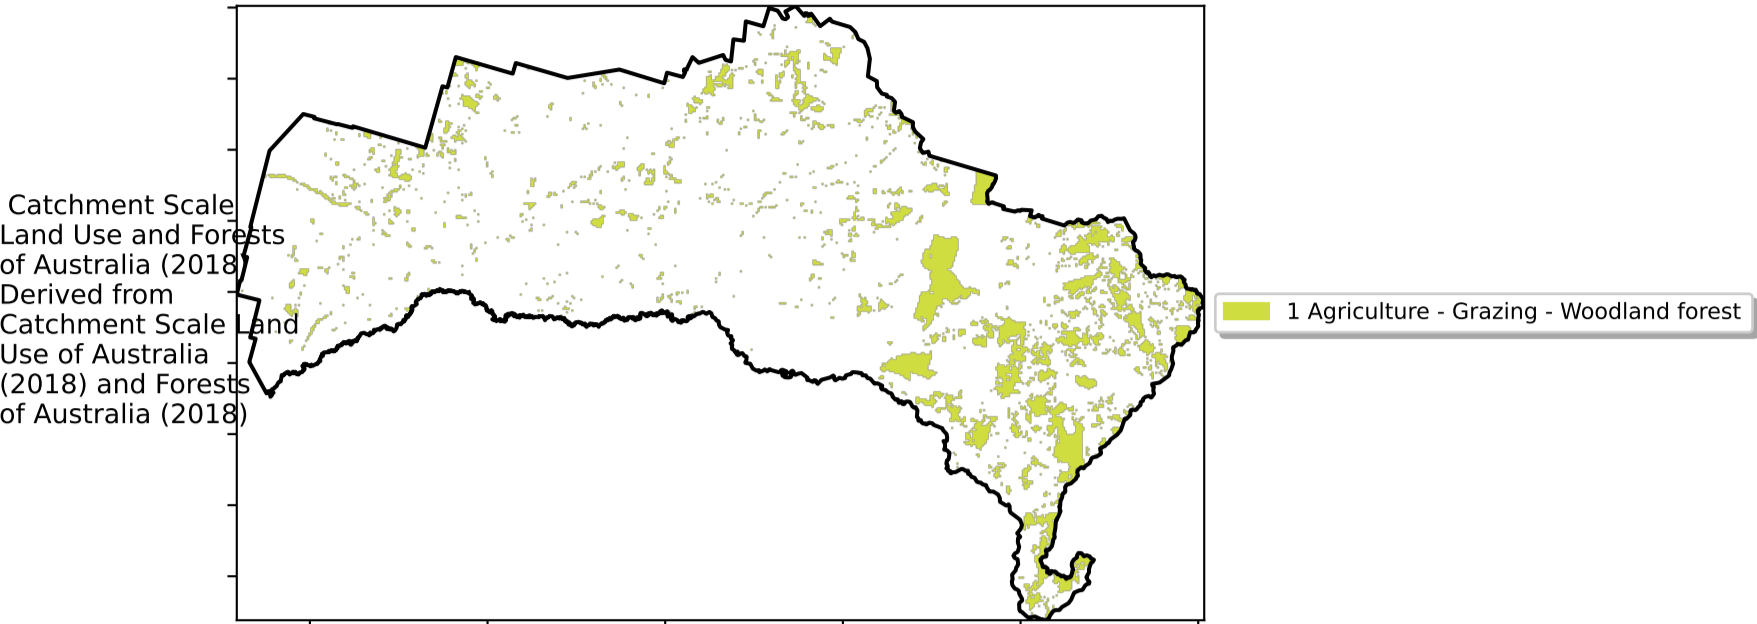 Catchment Scale
Land Use and Forests
of Australia (2018)
Derived from
Catchment Scale Land
Use of Australia
(2018) and Forests
of Australia (2018)
1 Agriculture - Grazing - Woodland forest